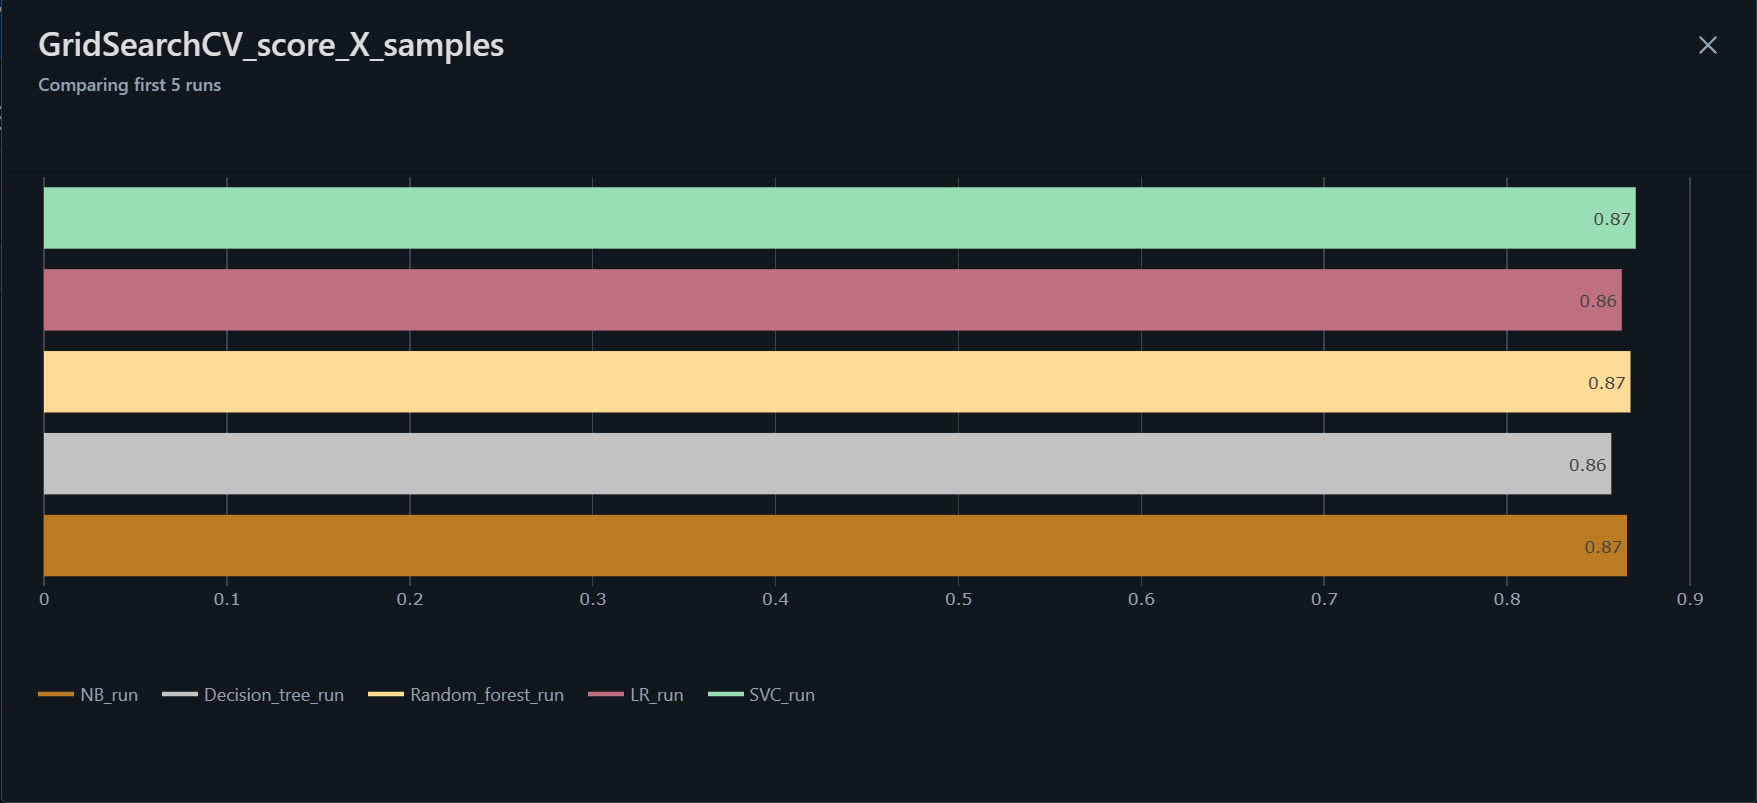 GridSearchCV_score_X_samples
Comparing first 5 runs
0.87
0.86
0.87
0.86
0.87
0 0.1 0.2 0.3 0.4 0.5 0.6 0.7 0.8 0.9
NB_run Decision_tree_run Random_forest_run LR_run SVC_run